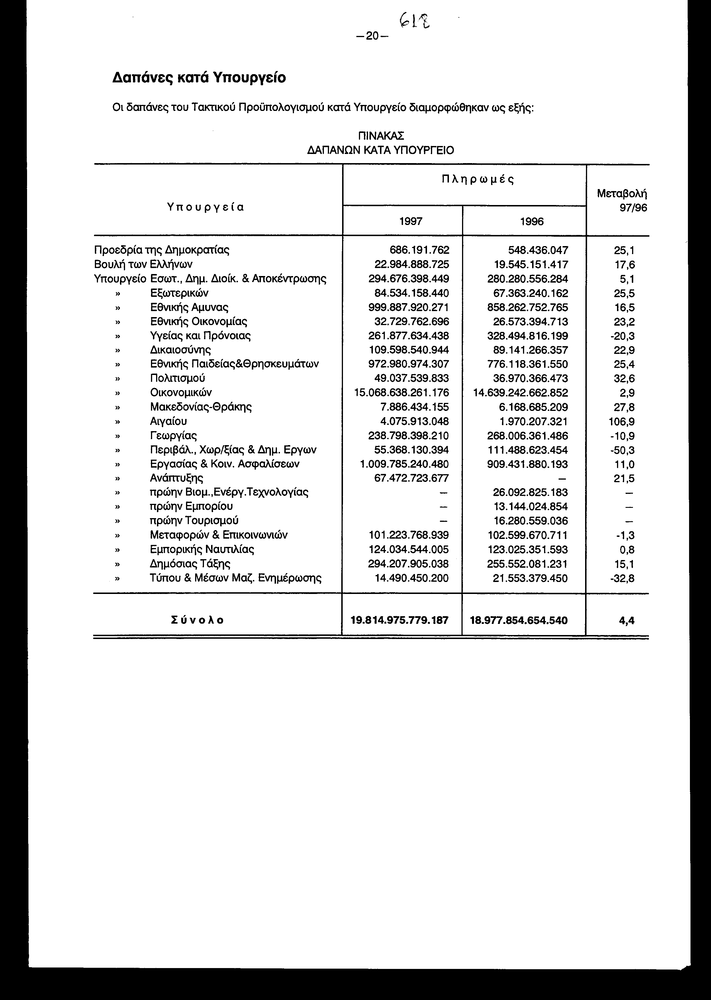 618
–20–
Δαπάνες κατά Υπουργείο
Οι δαπάνες του Τακτικού Προϋπολογισμού κατά Υπουργείο διαμορφώθηκαν ως εξής:
ΠΙΝΑΚΑΣ
ΔΑΠΑΝΩΝ ΚΑΤΑ ΥΠΟΥΡΓΕΙΟ
Υπουργεία Πληρωμές Μεταβολή 97/96
1997 1996
Προεδρία της Δημοκρατίας 686.191.762 548.436.047 25,1
Βουλή των Ελλήνων 22.984.888.725 19.545.151.417 17,6
Υπουργείο Εσωτ., Δημ. Διοίκ. & Αποκέντρωσης 294.676.398.449 280.280.556.284 5,1
» Εξωτερικών 84.534.158.440 67.363.240.162 25,5
» Εθνικής Αμυνας 999.887.920.271 858.262.752.765 16,5
» Εθνικής Οικονομίας 32.729.762.696 26.573.394.713 23,2
» Υγείας και Πρόνοιας 261.877.634.438 328.494.816.199 -20,3
» Δικαιοσύνης 109.598.540.944 89.141.266.357 22,9
» Εθνικής Παιδείας&Θρησκευμάτων 972.980.974.307 776.118.361.550 25,4
» Πολιτισμού 49.037.539.833 36.970.366.473 32,6
» Οικονομικών 15.068.638.261.176 14.639.242.662.852 2,9
» Μακεδονίας-Θράκης 7.886.434.155 6.168.685.209 27,8
» Αιγαίου 4.075.913.048 1.970.207.321 106,9
» Γεωργίας 238.798.398.210 268.006.361.486 -10,9
» Περιβάλ., Χωρ/ξίας & Δημ. Εργων 55.368.130.394 111.488.623.454 -50,3
» Εργασίας & Κοιν. Ασφαλίσεων 1.009.785.240.480 909.431.880.193 11,0
» Ανάπτυξης 67.472.723.677 – 21,5
» πρώην Βιομ.,Ενέργ.Τεχνολογίας – 26.092.825.183 –
» πρώην Εμπορίου – 13.144.024.854 –
» πρώην Τουρισμού – 16.280.559.036 –
» Μεταφορών & Επικοινωνιών 101.223.768.939 102.599.670.711 -1,3
» Εμπορικής Ναυτιλίας 124.034.544.005 123.025.351.593 0,8
» Δημόσιας Τάξης 294.207.905.038 255.552.081.231 15,1
» Τύπου & Μέσων Μαζ. Ενημέρωσης 14.490.450.200 21.553.379.450 -32,8
Σύνολο 19.814.975.779.187 18.977.854.654.540 4,4